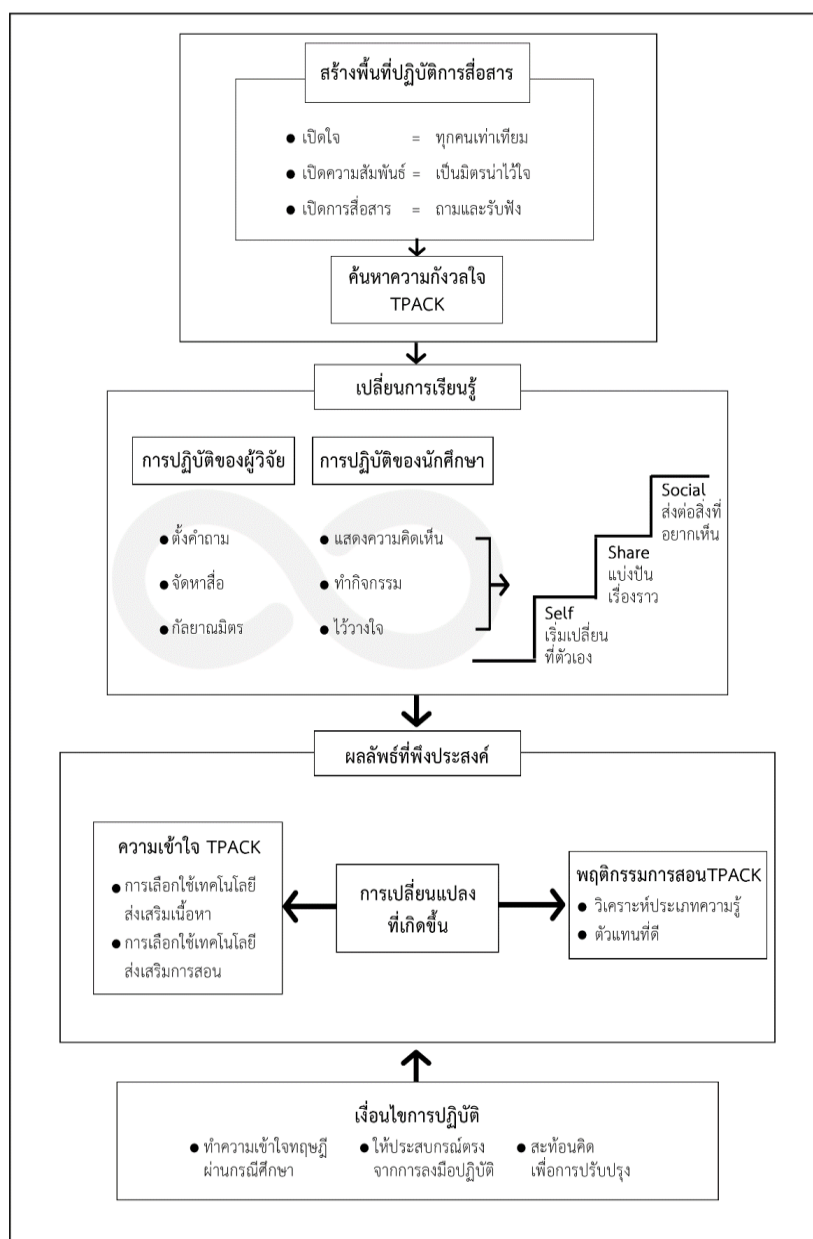 สร้างพื้นที่ปฏิบัติการสื่อสาร
● เปิดใจ = ทุกคนเท่าเทียม
● เปิดความสัมพันธ์ = เป็นมิตรน่าไว้ใจ
● เปิดการสื่อสาร = ถามและรับฟัง
ค้นหาความกังวลใจ
TPACK
เปลี่ยนการเรียนรู้
การปฏิบัติของผู้วิจัย
● ตั้งคำถาม
● จัดหาสื่อ
● กัลยาณมิตร
การปฏิบัติของนักศึกษา
● แสดงความคิดเห็น
● ทำกิจกรรม
● ไว้วางใจ
Self
เริ่มเปลี่ยน
ที่ตัวเอง
Share
แบ่งปัน
เรื่องราว
Social
ส่งต่อสิ่งที่
อยากเห็น
ผลลัพธ์ที่พึงประสงค์
ความเข้าใจ TPACK
● การเลือกใช้เทคโนโลยี
ส่งเสริมเนื้อหา
● การเลือกใช้เทคโนโลยี
ส่งเสริมการสอน
การเปลี่ยนแปลง
ที่เกิดขึ้น
พฤติกรรมการสอนTPACK
● วิเคราะห์ประเภทความรู้
● ตัวแทนที่ดี
เงื่อนไขการปฏิบัติ
● ทำความเข้าใจทฤษฎี
ผ่านกรณีศึกษา
● ให้ประสบกรณ์ตรง
จากการลงมือปฏิบัติ
● สะท้อนคิด
เพื่อการปรับปรุง